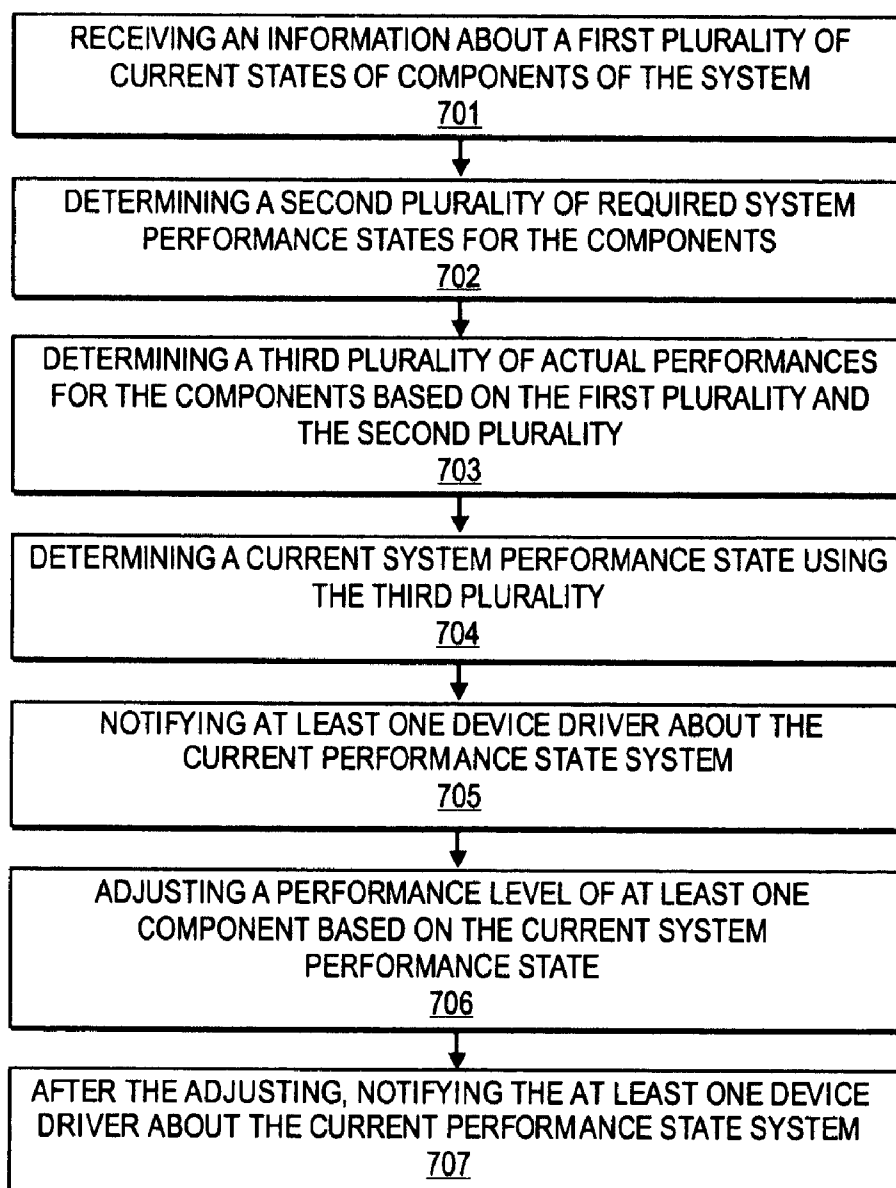 RECEIVING AN INFORMATION ABOUT A FIRST PLURALITY OF
CURRENT STATES OF COMPONENTS OF THE SYSTEM
701
DETERMINING A SECOND PLURALITY OF REQUIRED SYSTEM
PERFORMANCE STATES FOR THE COMPONENTS
702
DETERMINING A THIRD PLURALITY OF ACTUAL PERFORMANCES
FOR THE COMPONENTS BASED ON THE FIRST PLURALITY AND
THE SECOND PLURALITY
703
DETERMINING A CURRENT SYSTEM PERFORMANCE STATE USING
THE THIRD PLURALITY
704
NOTIFYING AT LEAST ONE DEVICE DRIVER ABOUT THE
CURRENT PERFORMANCE STATE SYSTEM
705
ADJUSTING A PERFORMANCE LEVEL OF AT LEAST ONE
COMPONENT BASED ON THE CURRENT SYSTEM
PERFORMANCE STATE
706
AFTER THE ADJUSTING, NOTIFYING THE AT LEAST ONE DEVICE
DRIVER ABOUT THE CURRENT PERFORMANCE STATE SYSTEM
707